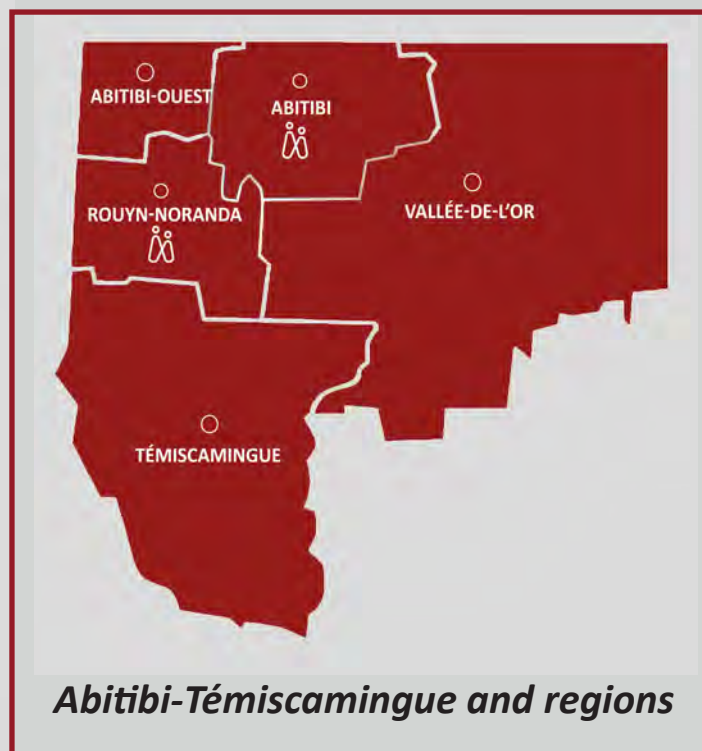 ABITIBI-OUEST
ABITIBI
ROUYN-NORANDA
VALLÉE-DE-L'OR
TÉMISCAMINGUE
Abitibi-Témiscamingue and regions